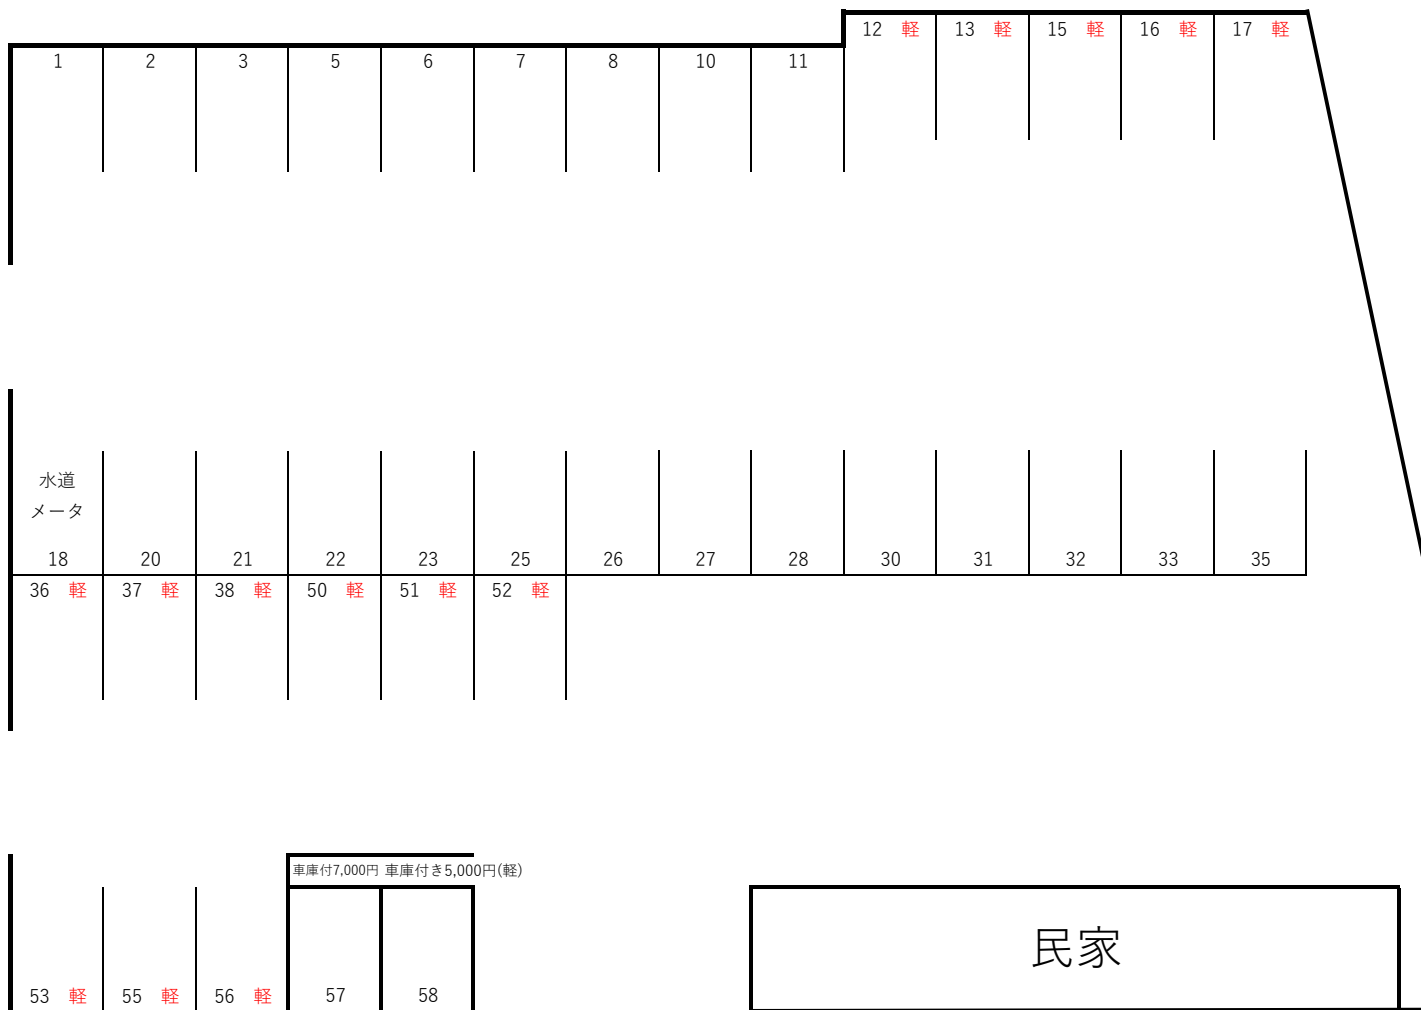 12 軽 13 軽 15 軽 16 軽 17 軽
1 2 3 5 6 7 8 10 11
水道
メータ
18 20 21 22 23 25 26 27 28 30 31 32 33 35
36 軽 37 軽 38 軽 50 軽 51 軽 52 軽
車庫付7,000円 車庫付き5,000円(軽)
民家
53 軽 55 軽 56 軽 57 58